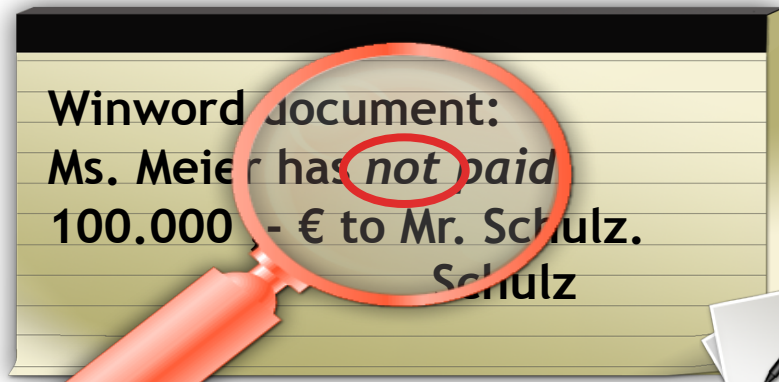 Winword document:
Ms. Meier has not paid
100.000 ,- € to Mr. Schulz.
Schulz